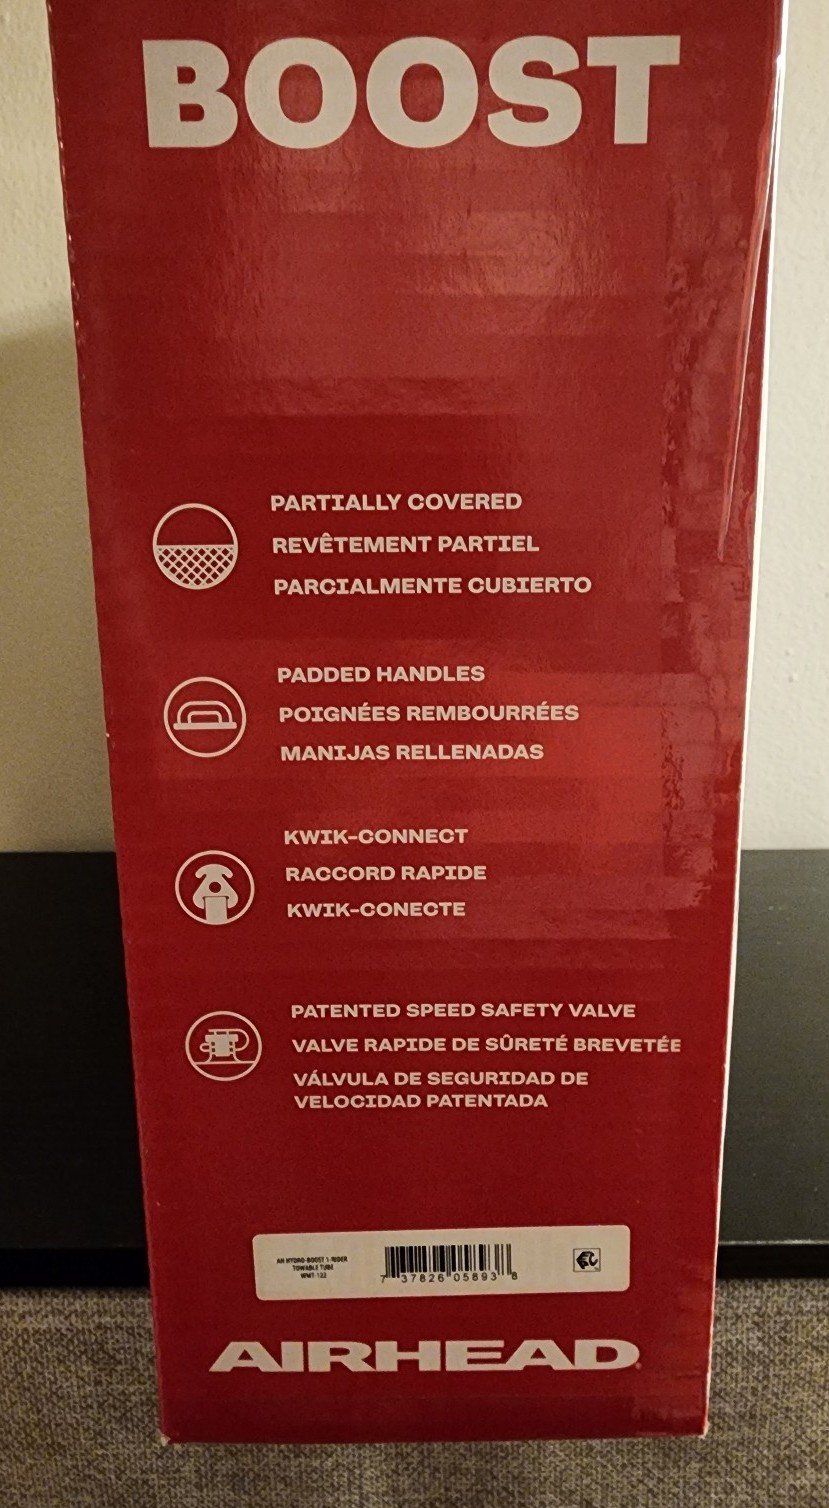 BOOST
PARTIALLY COVERED
REVÊTEMENT PARTIEL
PARCIALMENTE CUBIERTO
PADDED HANDLES
POIGNÉES REMBOURRÉES
MANIJAS RELLENADAS
KWIK-CONNECT
RACCORD RAPIDE
KWIK-CONECTE
PATENTED SPEED SAFETY VALVE
VALVE RAPIDE DE SÛRETÉ BREVETÉE
VÁLVULA DE SEGURIDAD DE
VELOCIDAD PATENTADA
AH HYDRO-BOOST 1-RIDER
TOWABLE TUBE
WMT-122
7 37826 05893 8
AIRHEAD